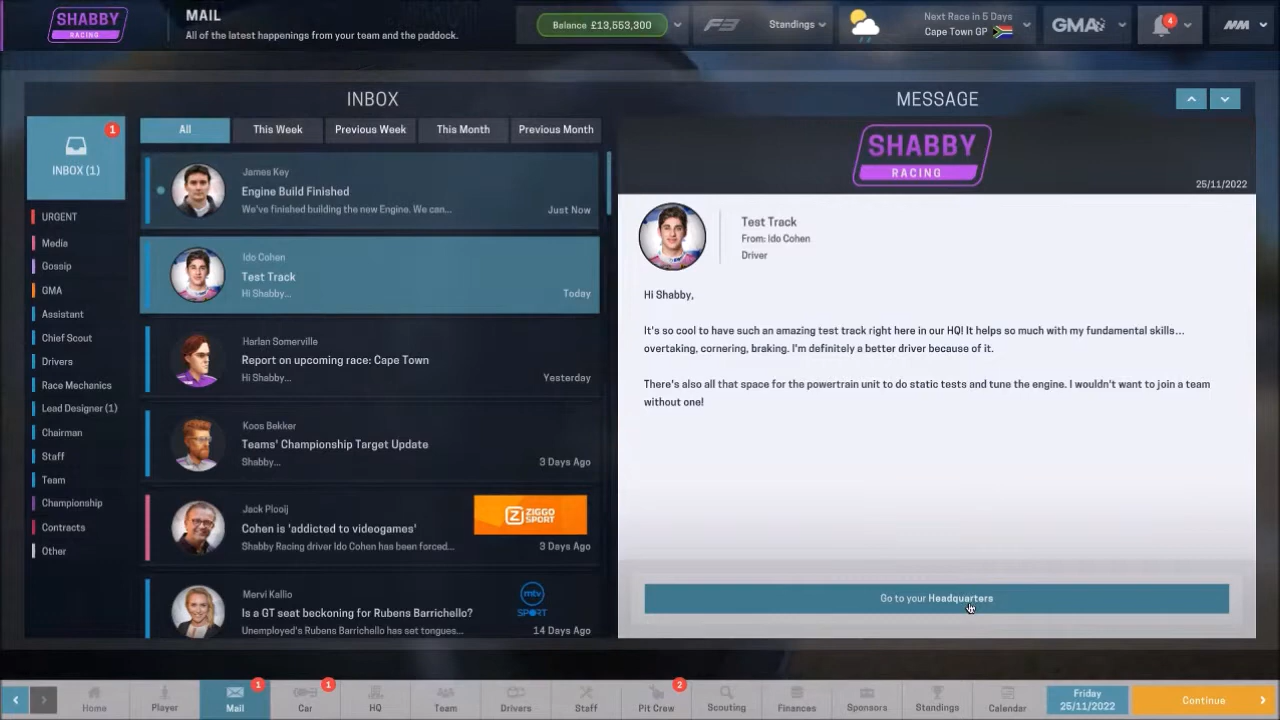 SHABBY
RACING
MAIL
All of the latest happenings from your team and the paddock.
Balance £13,553,300
F3
Standings
Next Race in 5 Days
Cape Town GP
GMA
4
MM
INBOX
MESSAGE
1
INBOX (1)
All
This Week
Previous Week
This Month
Previous Month
URGENT
Media
Gossip
GMA
Assistant
Chief Scout
Drivers
Race Mechanics
Lead Designer (1)
Chairman
Staff
Team
Championship
Contracts
Other
James Key
Engine Build Finished
We've finished building the new Engine. We can...
Just Now
Ido Cohen
Test Track
Hi Shabby...
Today
Harlan Somerville
Report on upcoming race: Cape Town
Hi Shabby...
Yesterday
Koos Bekker
Teams' Championship Target Update
Shabby...
3 Days Ago
Jack Plooij
Cohen is 'addicted to videogames'
Shabby Racing driver Ido Cohen has been forced...
ZIGGO
SPORT
3 Days Ago
Mervi Kallio
Is a GT seat beckoning for Rubens Barrichello?
Unemployed's Rubens Barrichello has set tongues...
mtv
SPORT
14 Days Ago
SHABBY
RACING
25/11/2022
Test Track
From: Ido Cohen
Driver
Hi Shabby,
It's so cool to have such an amazing test track right here in our HQ! It helps so much with my fundamental skills...
overtaking, cornering, braking. I'm definitely a better driver because of it.
There's also all that space for the powertrain unit to do static tests and tune the engine. I wouldn't want to join a team
without one!
Go to your Headquarters
Home
Player
Mail
1
Car
1
HQ
Team
Drivers
Staff
Pit Crew
2
Scouting
Finances
Sponsors
Standings
Calendar
Friday
25/11/2022
Continue